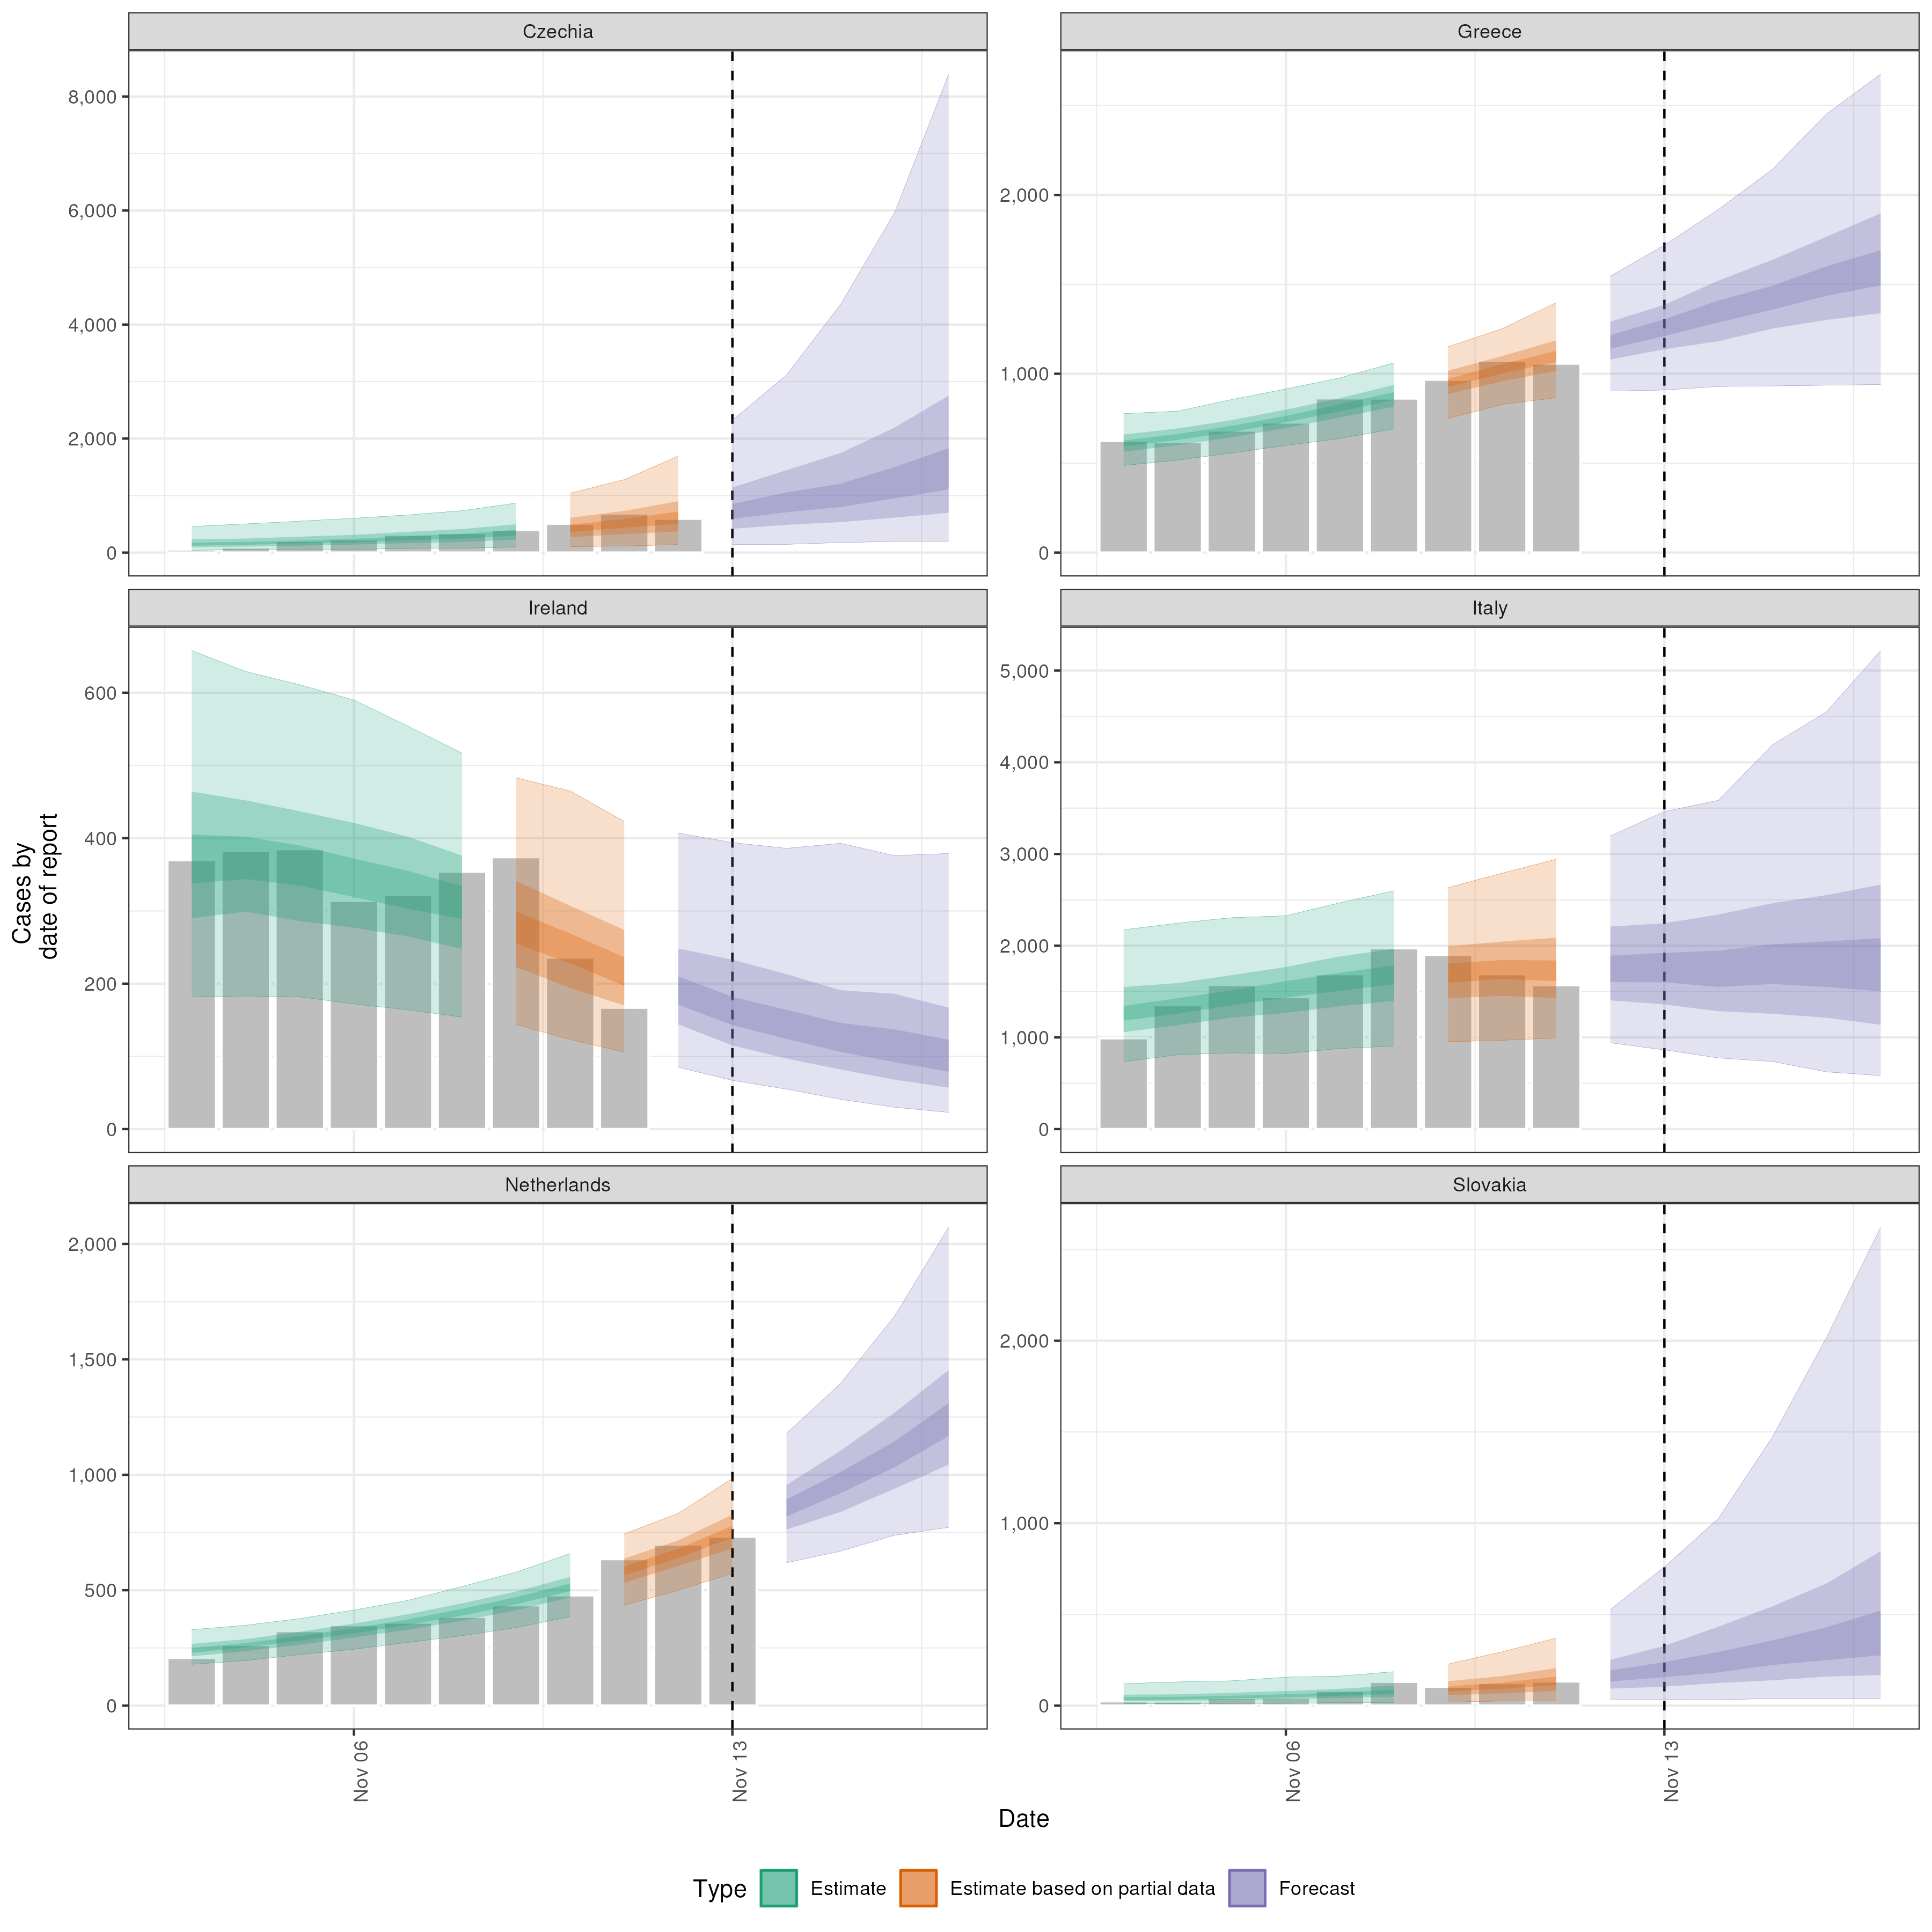 Czechia
Greece
8,000
6,000
4,000
2,000
0
2,000
1,000
0
Ireland
Italy
600
400
200
0
5,000
4,000
3,000
2,000
1,000
0
Cases by
date of report
Netherlands
Slovakia
2,000
1,500
1,000
500
0
2,000
1,000
0
Nov 06
Nov 13
Nov 06
Nov 13
Date
Type Estimate Estimate based on partial data Forecast